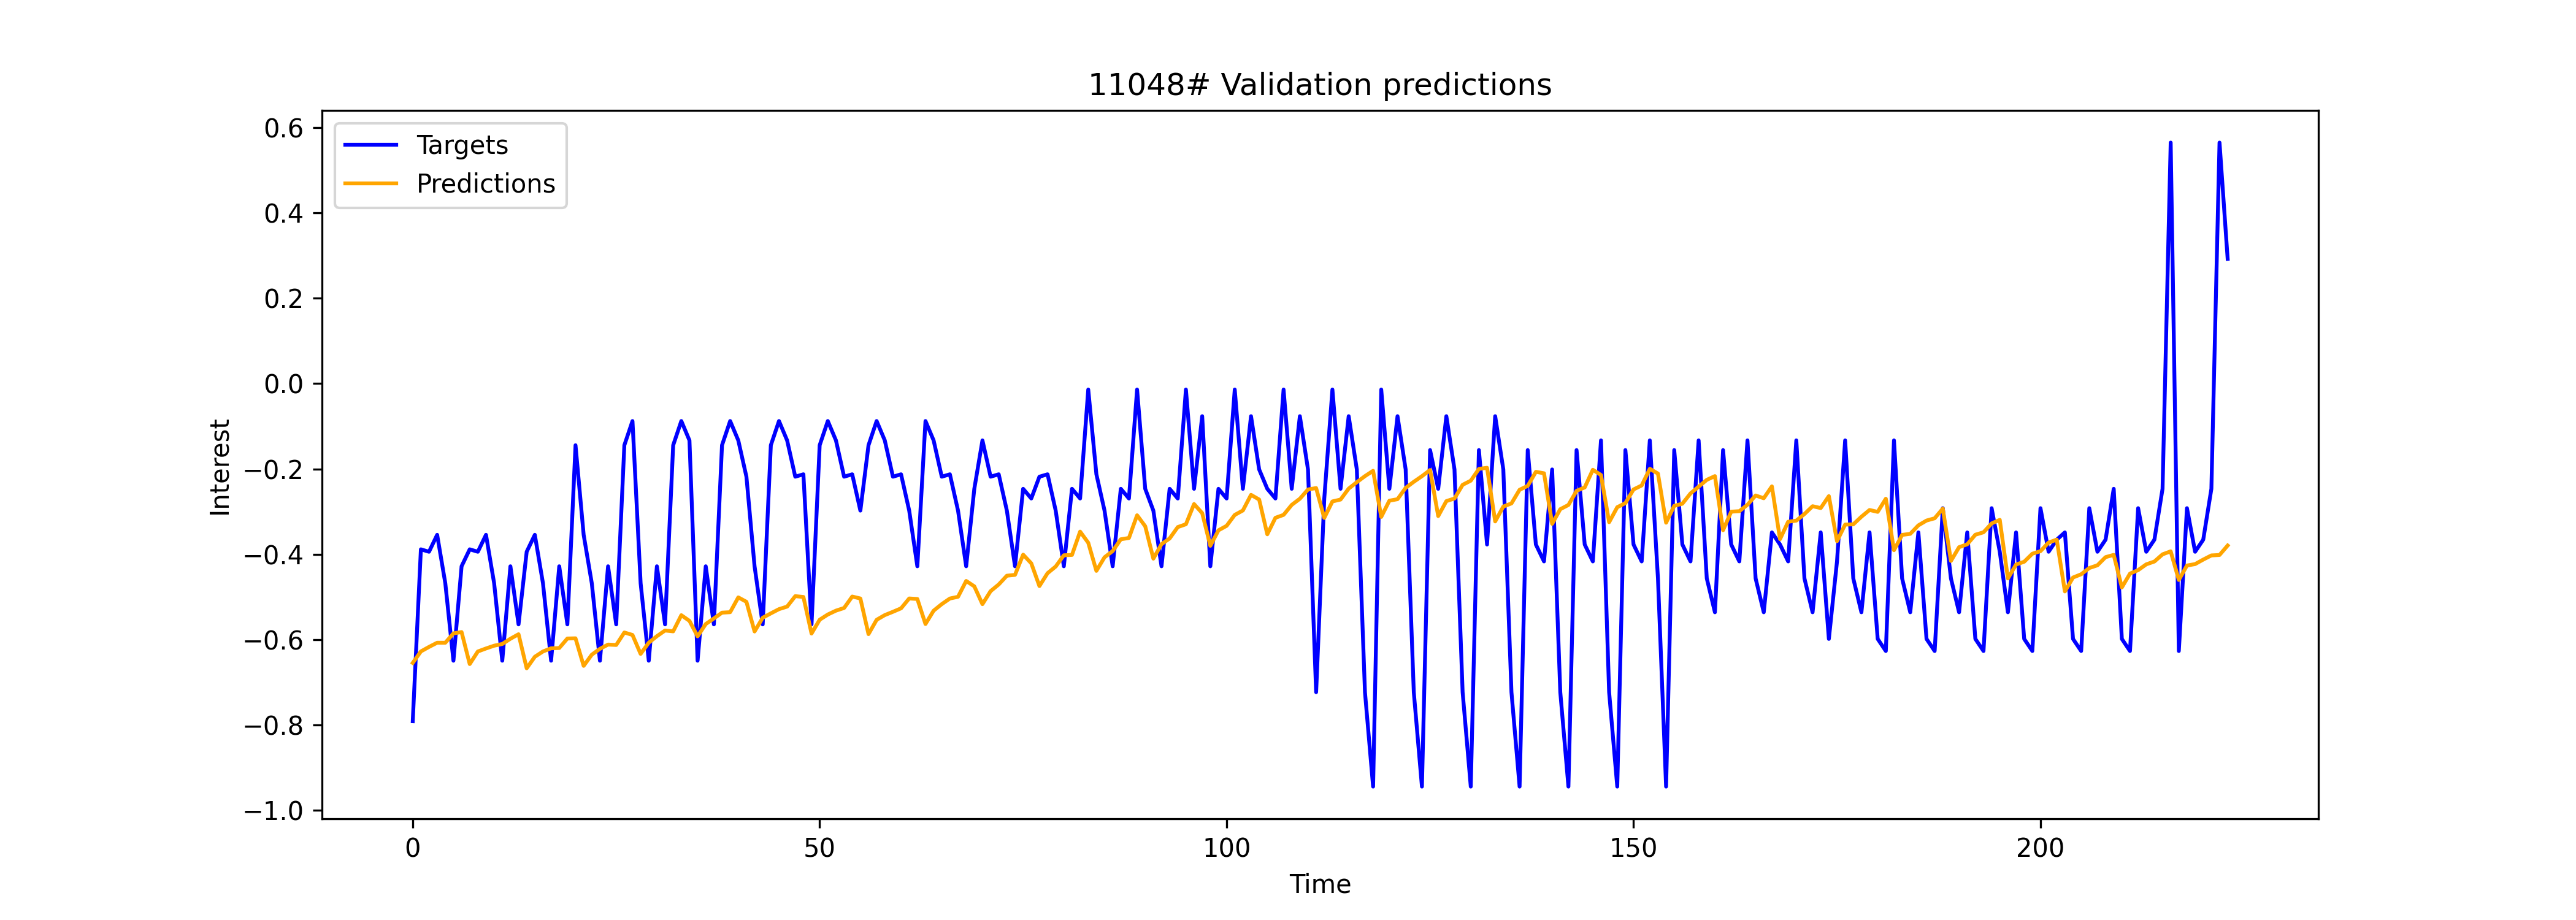 11048# Validation predictions
Targets
Predictions
Interest
0.6
0.4
0.2
0.0
−0.2
−0.4
−0.6
−0.8
−1.0
0 50 100 150 200
Time